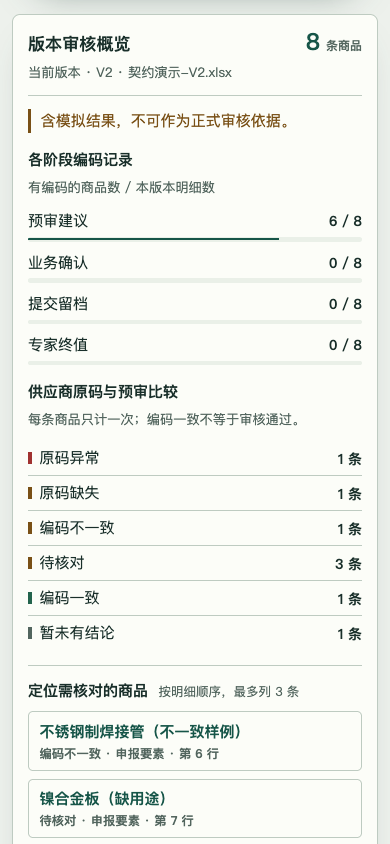 版本审核概览
8 条商品
当前版本 · V2 · 契约演示-V2.xlsx
含模拟结果，不可作为正式审核依据。
各阶段编码记录
有编码的商品数 / 本版本明细数
预审建议 6 / 8
业务确认 0 / 8
提交留档 0 / 8
专家终值 0 / 8
供应商原码与预审比较
每条商品只计一次；编码一致不等于审核通过。
原码异常 1 条
原码缺失 1 条
编码不一致 1 条
待核对 3 条
编码一致 1 条
暂未有结论 1 条
定位需核对的商品 按明细顺序，最多列 3 条
不锈钢制焊接管（不一致样例）
编码不一致 · 申报要素 · 第 6 行
镍合金板（缺用途）
待核对 · 申报要素 · 第 7 行